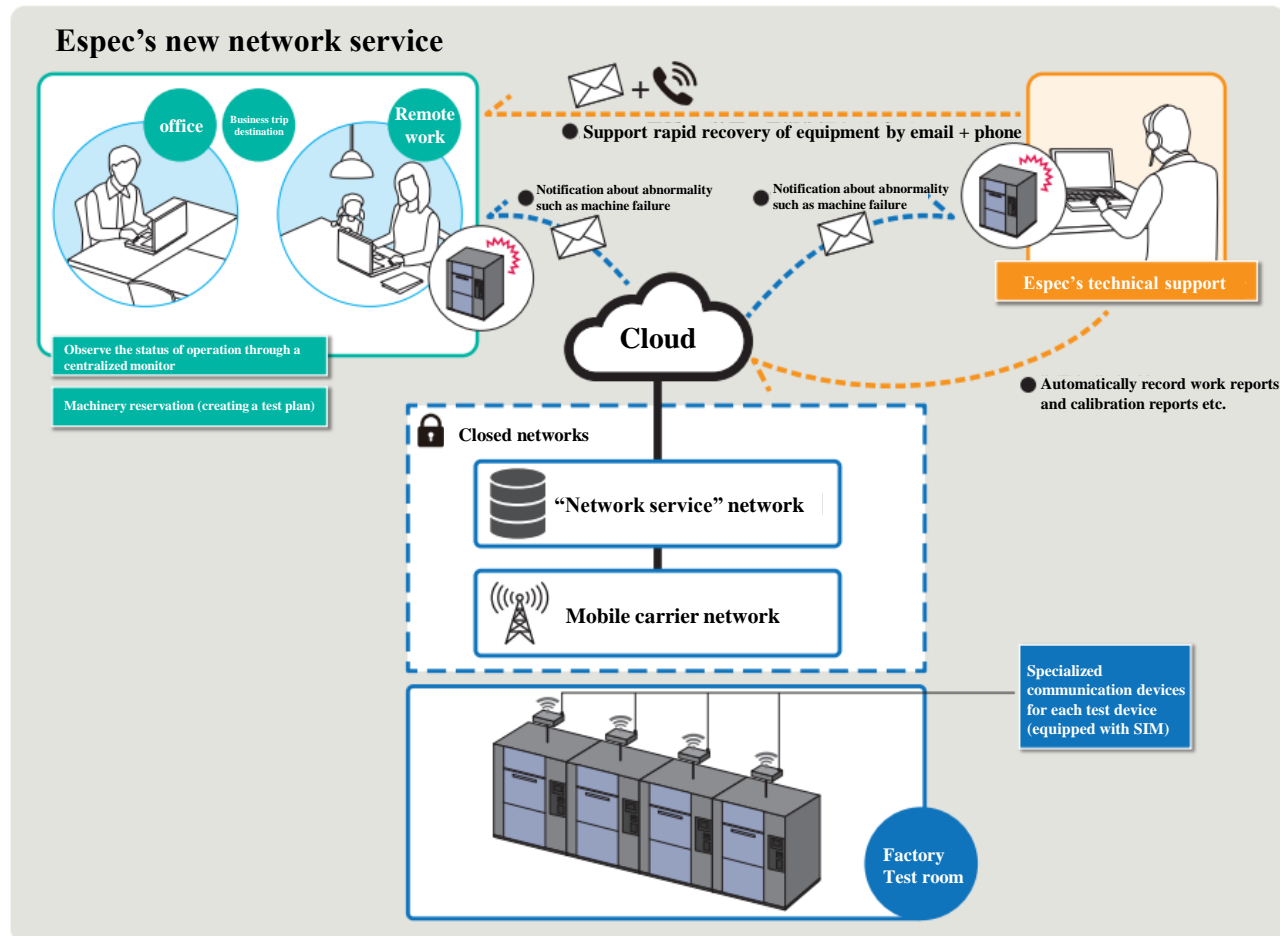 Espec’s new network service
office
Business trip
destination
Remote
work
+
● Support rapid recovery of equipment by email + phone
● Notification about abnormality
such as machine failure
● Notification about abnormality
such as machine failure
Espec’s technical support
Cloud
Observe the status of operation through a
centralized monitor
Machinery reservation (creating a test plan)
● Automatically record work reports
and calibration reports etc.
Closed networks
“Network service” network
Mobile carrier network
Specialized
communication devices
for each test device
(equipped with SIM)
Factory
Test room